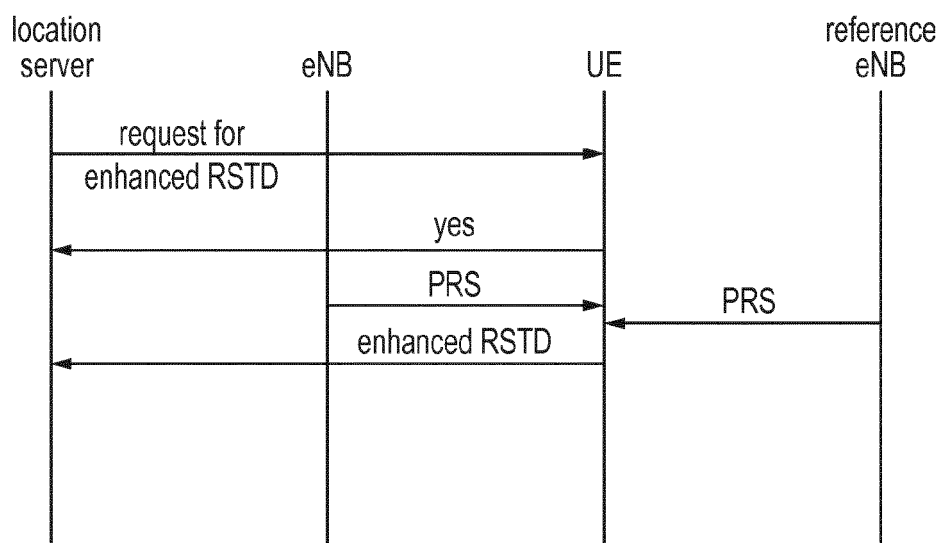 location
server
eNB
UE
reference
eNB
request for
enhanced RSTD
yes
PRS
PRS
enhanced RSTD